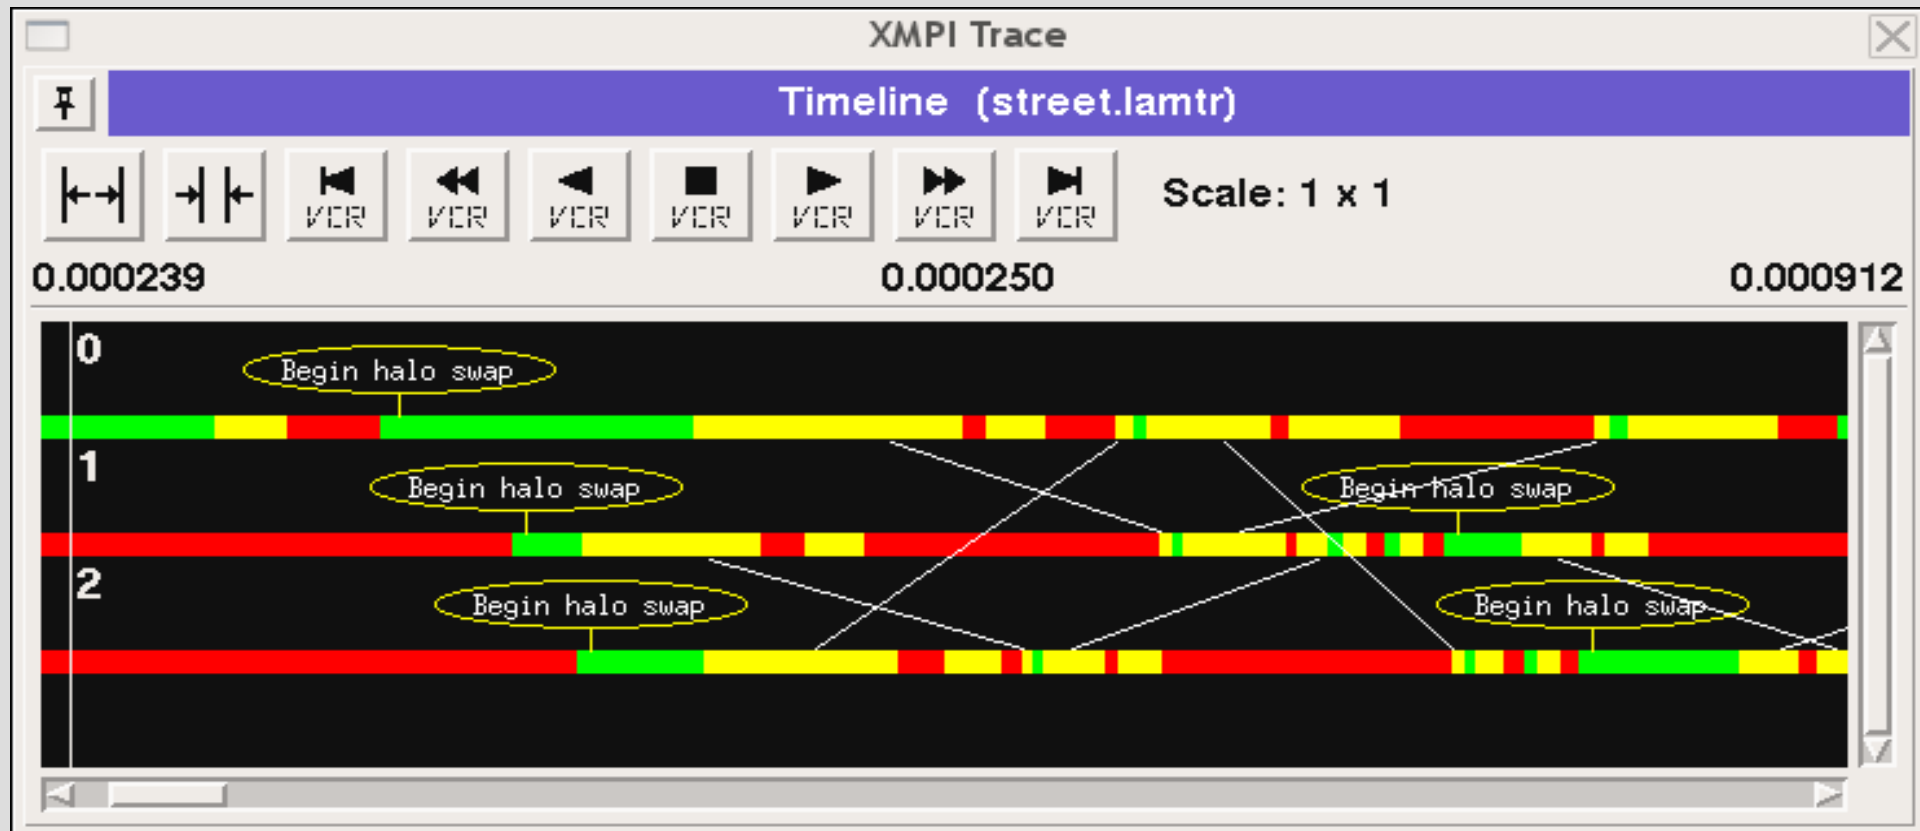 XMPI Trace
Timeline (street.lamtr)
VCR VCR VCR VCR VCR VCR VCR
Scale: 1 x 1
0.000239 0.000250 0.000912
0
Begin halo swap
1
Begin halo swap Begin halo swap
2
Begin halo swap Begin halo swap